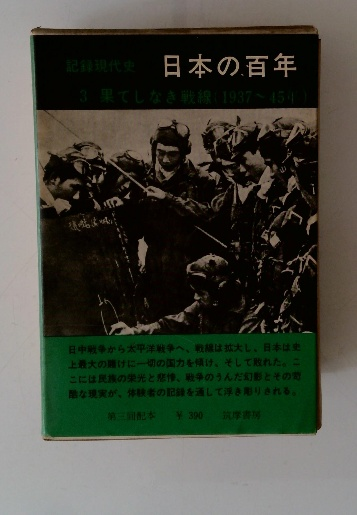 記録現代史 日本の百年
3 果てしなき戦線(1937〜45年)
日中戦争から太平洋戦争へ、戦線は拡大し、日本は史
上最大の賭けに一切の国力を傾け、そして敗れた。こ
こには民族の栄光と悲惨、戦争のうんだ幻影とその苛
酷な現実が、体験者の記録を通して浮き彫りされる。
第三回配本 ¥ 390 筑摩書房